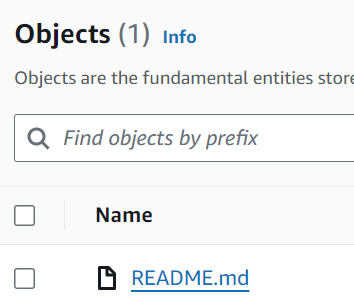 Objects (1) Info
Objects are the fundamental entities store
Find objects by prefix
Name
README.md